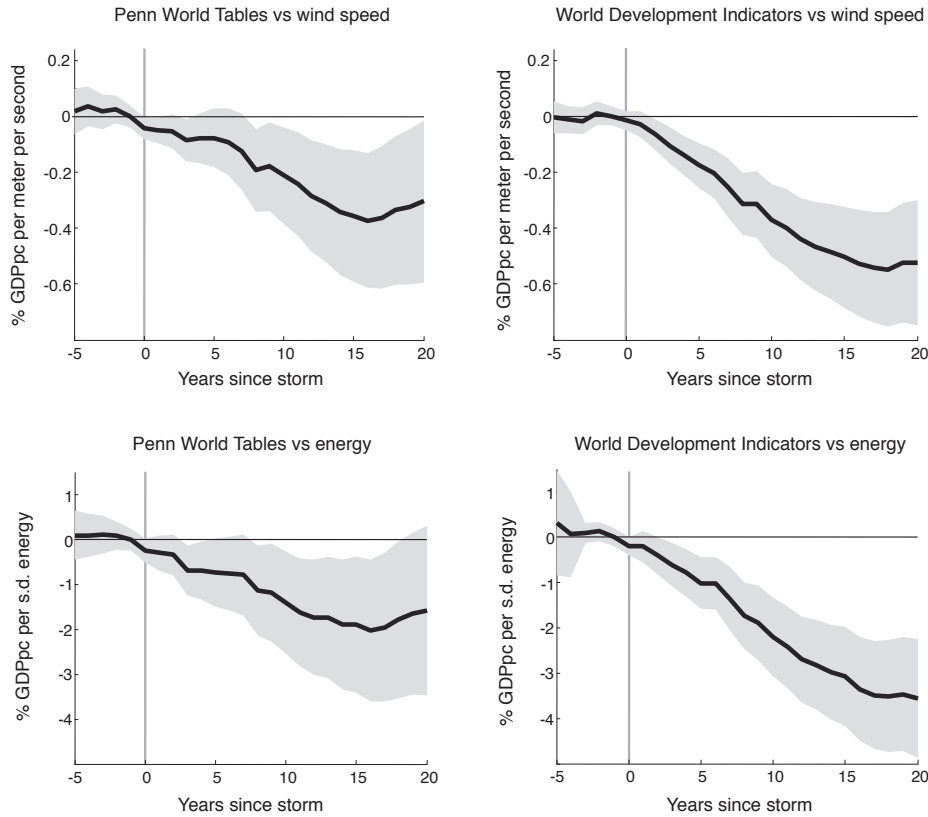 Penn World Tables vs wind speed
% GDPpc per meter per second
0.2
0
-0.2
-0.4
-0.6
-5 0 5 10 15 20
Years since storm
World Development Indicators vs wind speed
% GDPpc per meter per second
0.2
0
-0.2
-0.4
-0.6
-5 0 5 10 15 20
Years since storm
Penn World Tables vs energy
% GDPpc per s.d. energy
1
0
-1
-2
-3
-4
-5 0 5 10 15 20
Years since storm
World Development Indicators vs energy
% GDPpc per s.d. energy
1
0
-1
-2
-3
-4
-5 0 5 10 15 20
Years since storm